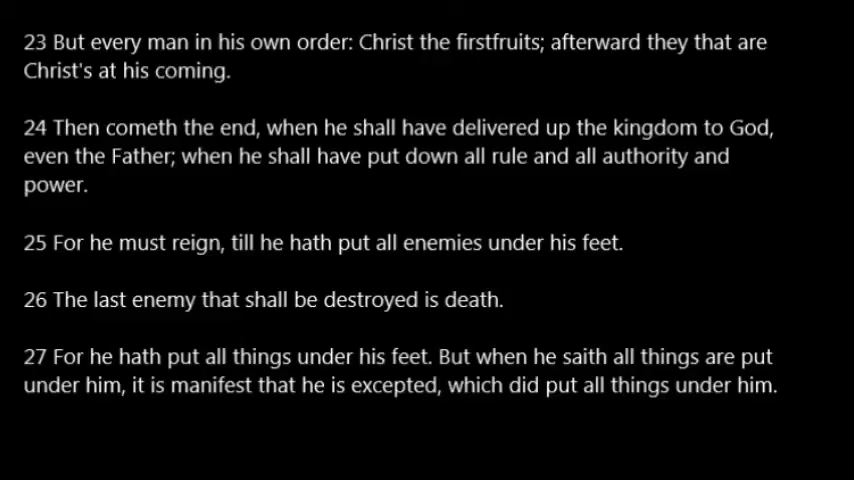 23 But every man in his own order: Christ the firstfruits; afterward they that are
Christ's at his coming.
24 Then cometh the end, when he shall have delivered up the kingdom to God,
even the Father; when he shall have put down all rule and all authority and
power.
25 For he must reign, till he hath put all enemies under his feet.
26 The last enemy that shall be destroyed is death.
27 For he hath put all things under his feet. But when he saith all things are put
under him, it is manifest that he is excepted, which did put all things under him.